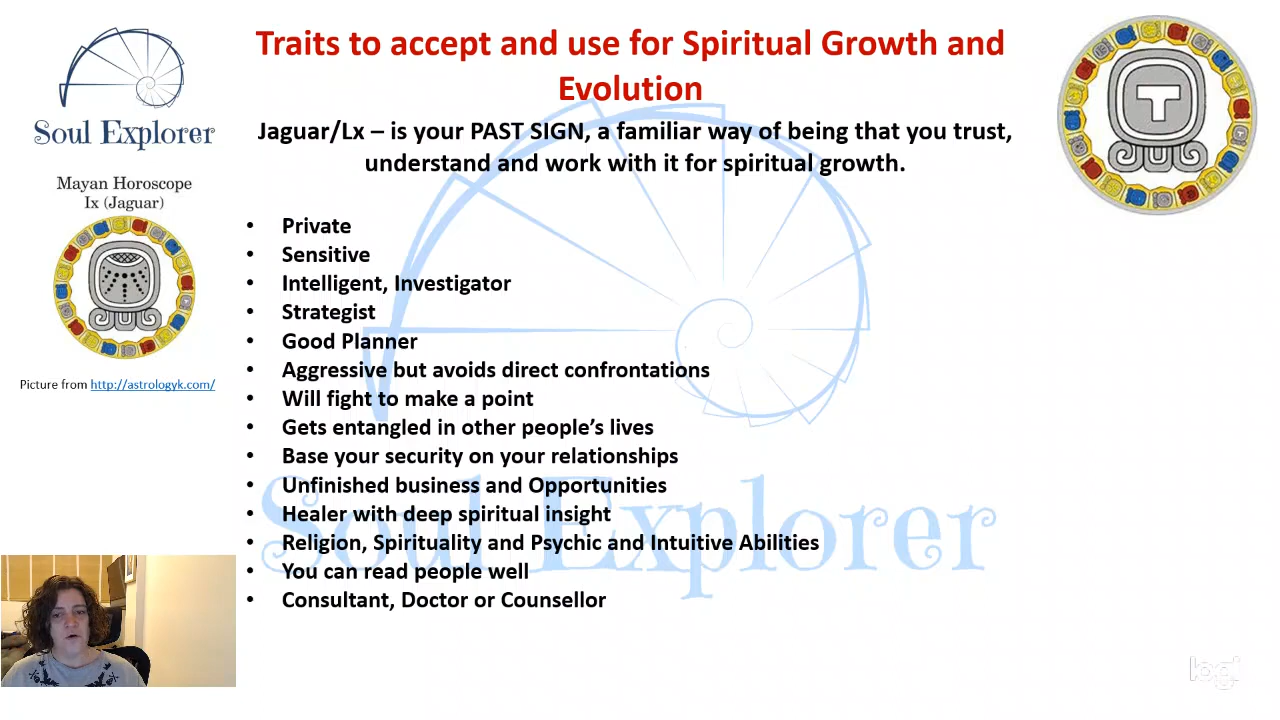 Traits to accept and use for Spiritual Growth and
Evolution
Soul Explorer
Jaguar/Lx – is your PAST SIGN, a familiar way of being that you trust,
understand and work with it for spiritual growth.
Mayan Horoscope
Ix (Jaguar)
Picture from http://astrologyk.com/
• Private
• Sensitive
• Intelligent, Investigator
• Strategist
• Good Planner
• Aggressive but avoids direct confrontations
• Will fight to make a point
• Gets entangled in other people’s lives
• Base your security on your relationships
• Unfinished business and Opportunities
• Healer with deep spiritual insight
• Religion, Spirituality and Psychic and Intuitive Abilities
• You can read people well
• Consultant, Doctor or Counsellor
Soul Explorer
logi